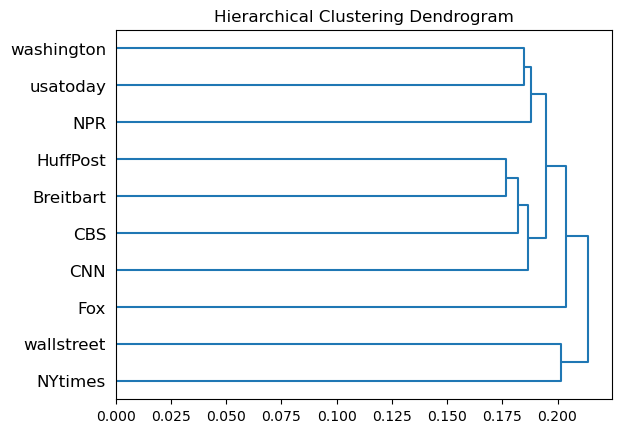 Hierarchical Clustering Dendrogram
washington
usatoday
NPR
HuffPost
Breitbart
CBS
CNN
Fox
wallstreet
NYtimes
0.000 0.025 0.050 0.075 0.100 0.125 0.150 0.175 0.200